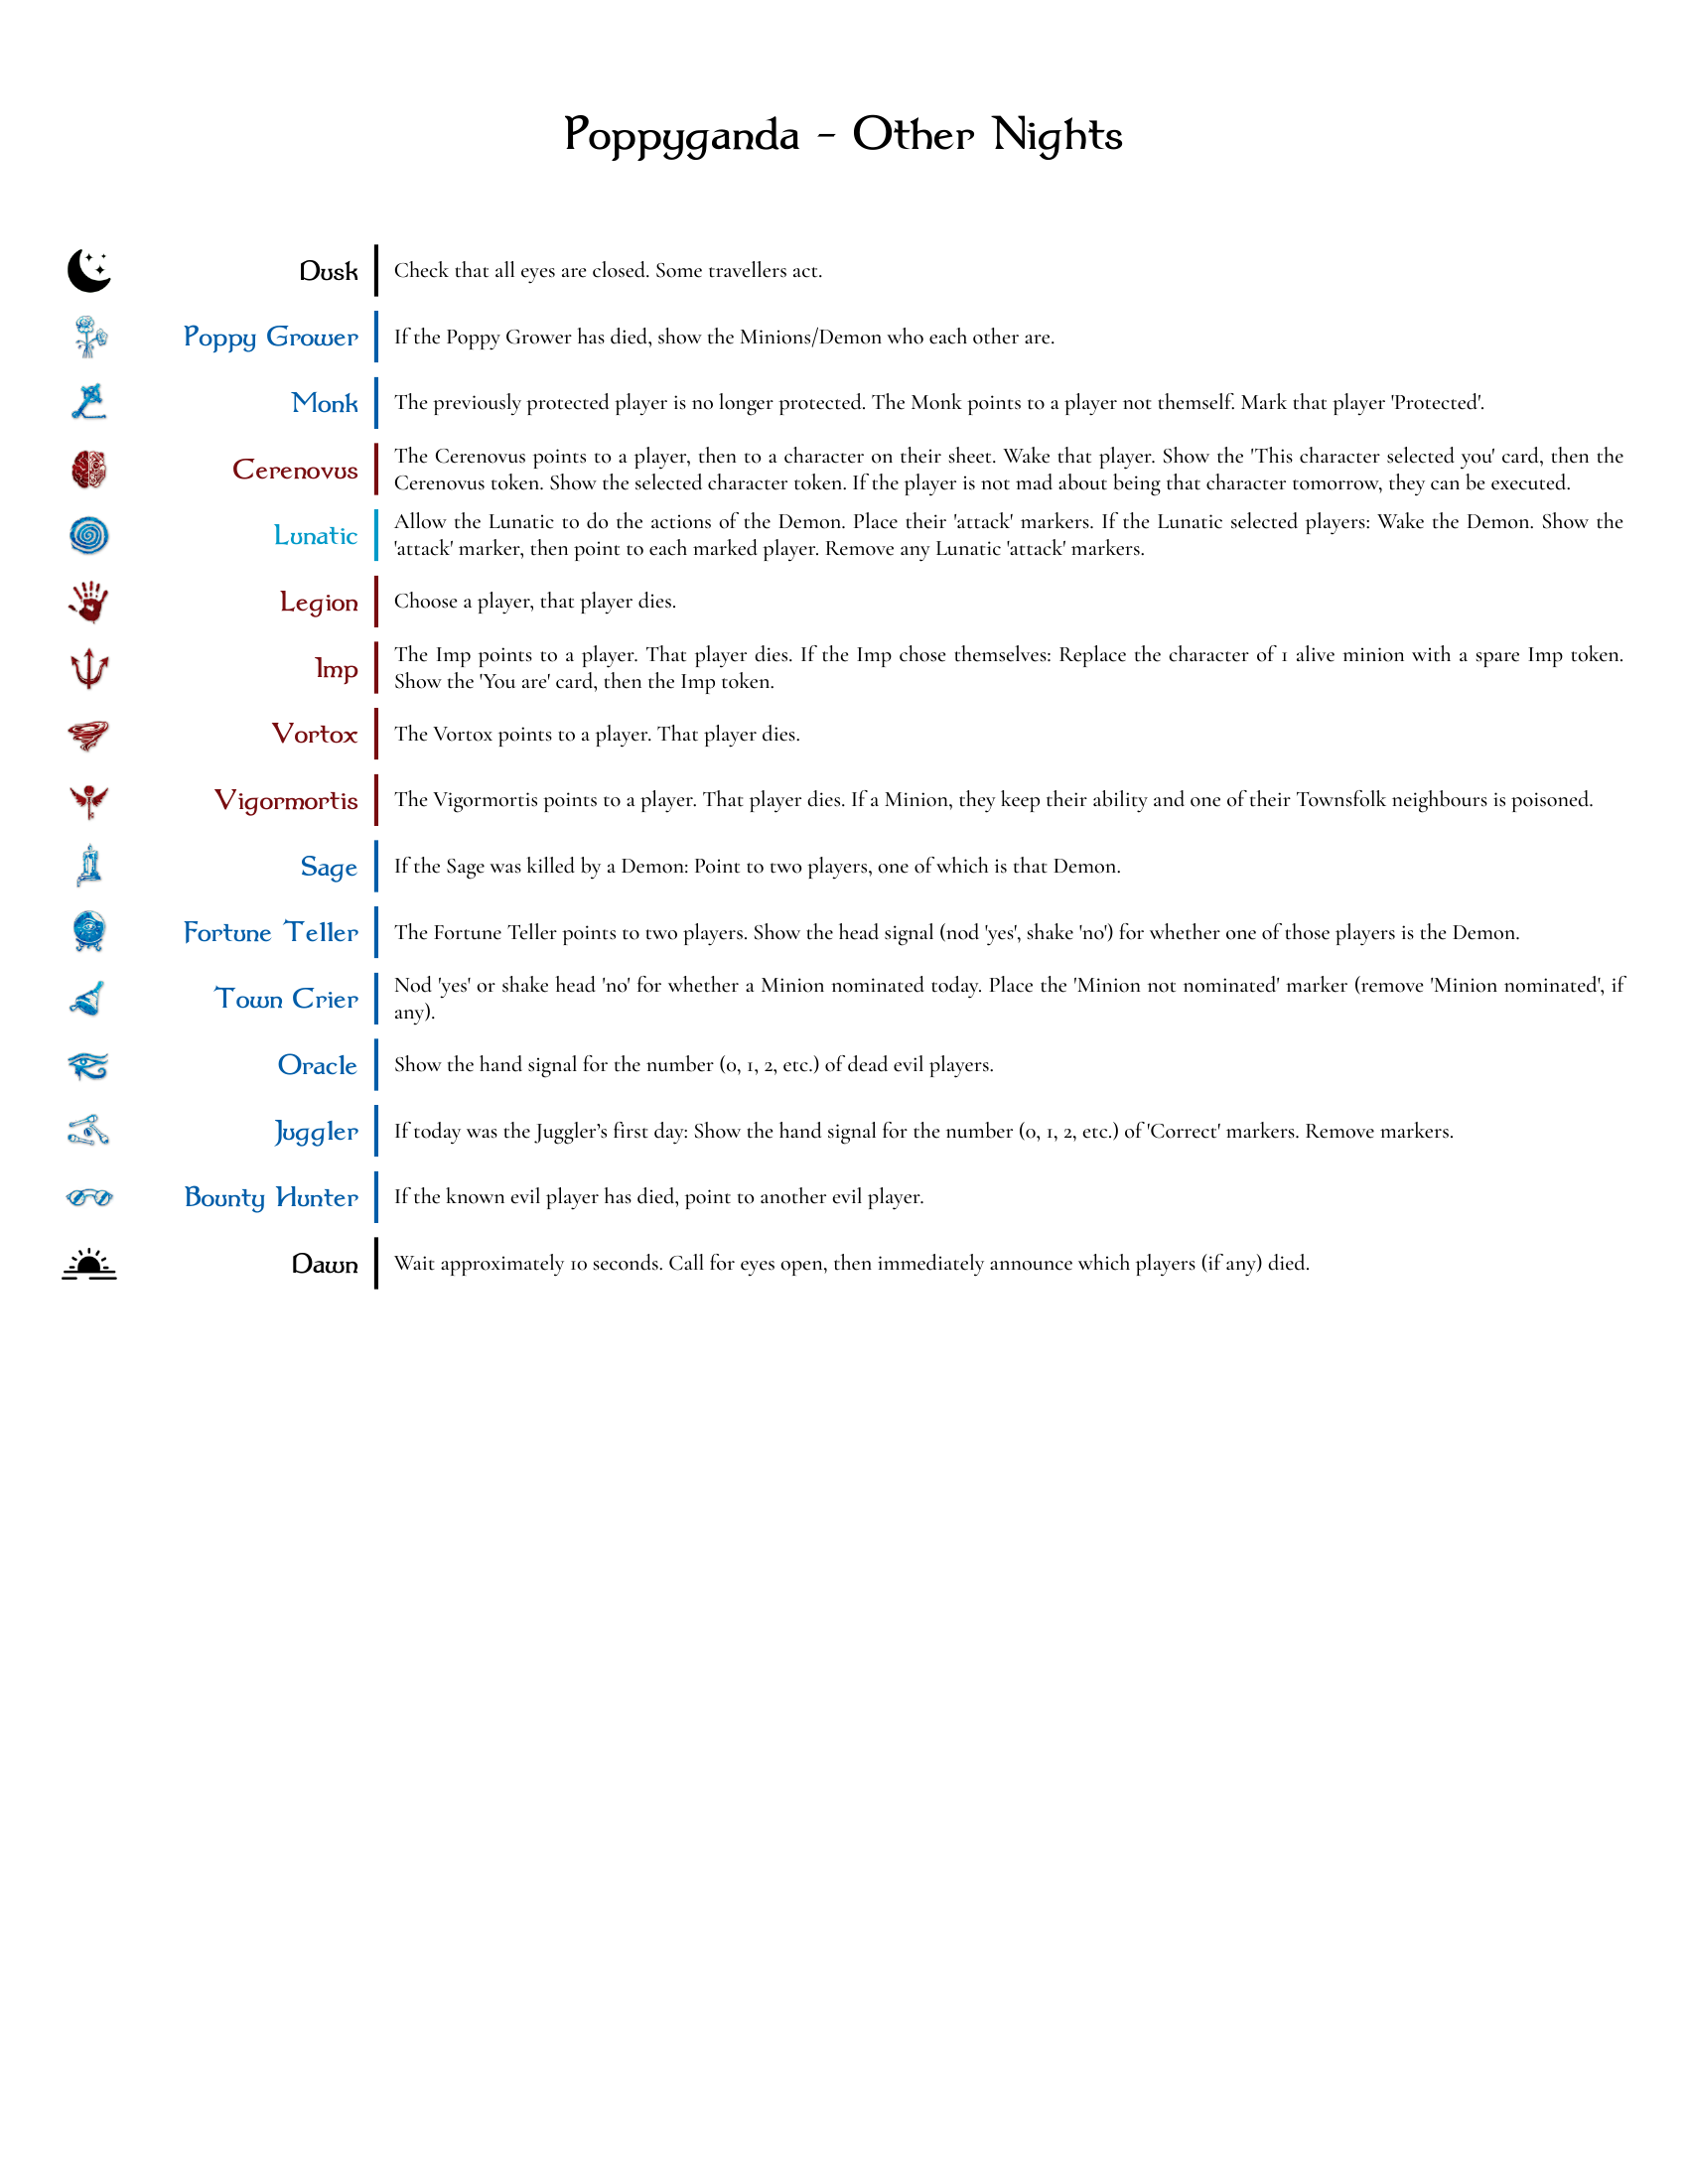 Poppyganda - Other Nights
Dusk
Check that all eyes are closed. Some travellers act.
Poppy Grower
If the Poppy Grower has died, show the Minions/Demon who each other are.
Monk
The previously protected player is no longer protected. The Monk points to a player not themself. Mark that player 'Protected'.
Cerenovus
The Cerenovus points to a player, then to a character on their sheet. Wake that player. Show the 'This character selected you' card, then the
Cerenovus token. Show the selected character token. If the player is not mad about being that character tomorrow, they can be executed.
Lunatic
Allow the Lunatic to do the actions of the Demon. Place their 'attack' markers. If the Lunatic selected players: Wake the Demon. Show the
'attack' marker, then point to each marked player. Remove any Lunatic 'attack' markers.
Legion
Choose a player, that player dies.
Imp
The Imp points to a player. That player dies. If the Imp chose themselves: Replace the character of 1 alive minion with a spare Imp token.
Show the 'You are' card, then the Imp token.
Vortox
The Vortox points to a player. That player dies.
Vigormortis
The Vigormortis points to a player. That player dies. If a Minion, they keep their ability and one of their Townsfolk neighbours is poisoned.
Sage
If the Sage was killed by a Demon: Point to two players, one of which is that Demon.
Fortune Teller
The Fortune Teller points to two players. Show the head signal (nod 'yes', shake 'no') for whether one of those players is the Demon.
Town Crier
Nod 'yes' or shake head 'no' for whether a Minion nominated today. Place the 'Minion not nominated' marker (remove 'Minion nominated', if
any).
Oracle
Show the hand signal for the number (0, 1, 2, etc.) of dead evil players.
Juggler
If today was the Juggler’s first day: Show the hand signal for the number (0, 1, 2, etc.) of 'Correct' markers. Remove markers.
Bounty Hunter
If the known evil player has died, point to another evil player.
Dawn
Wait approximately 10 seconds. Call for eyes open, then immediately announce which players (if any) died.